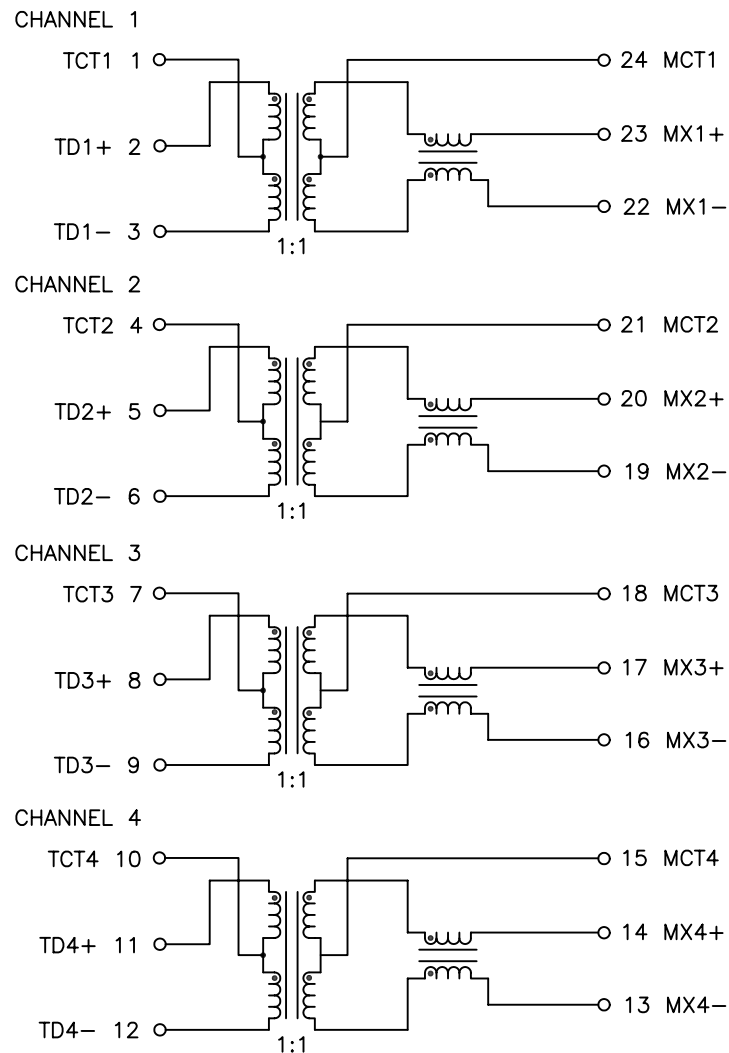 CHANNEL 1
TCT1 1 24 MCT1
TD1+ 2 23 MX1+
TD1- 3 22 MX1-
1:1
CHANNEL 2
TCT2 4 21 MCT2
TD2+ 5 20 MX2+
TD2- 6 19 MX2-
1:1
CHANNEL 3
TCT3 7 18 MCT3
TD3+ 8 17 MX3+
TD3- 9 16 MX3-
1:1
CHANNEL 4
TCT4 10 15 MCT4
TD4+ 11 14 MX4+
TD4- 12 13 MX4-
1:1